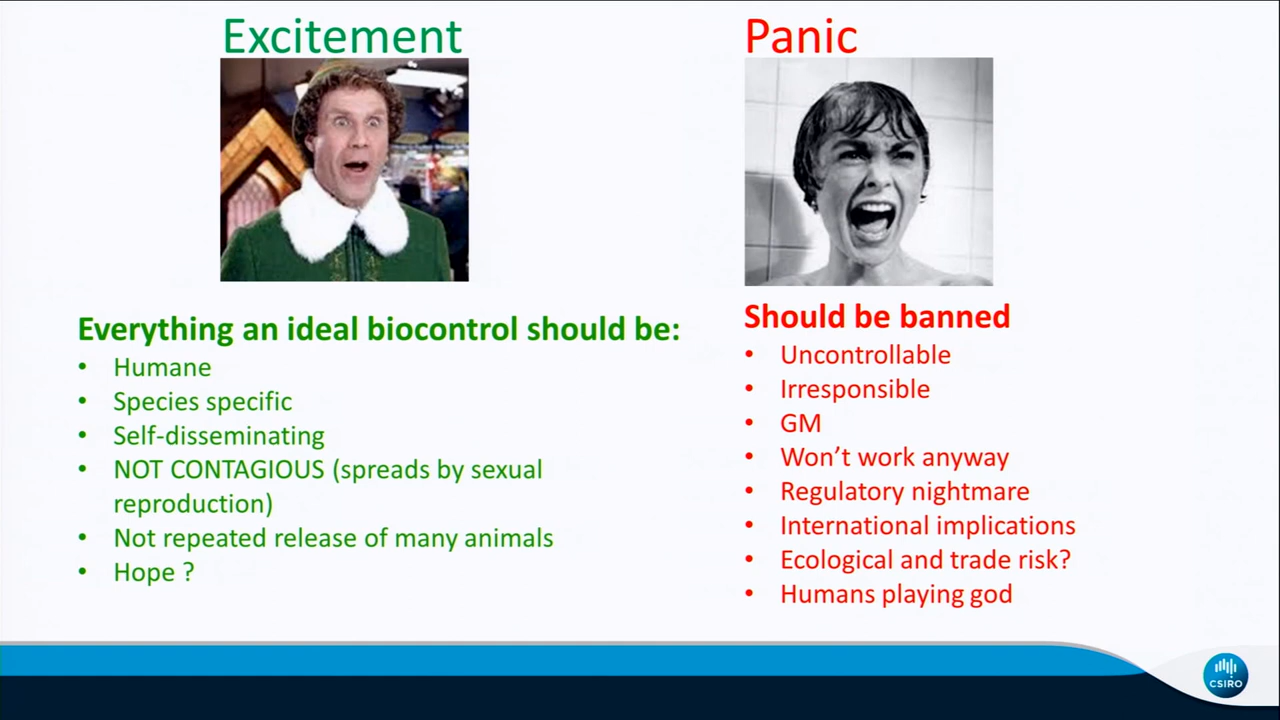 Excitement
Everything an ideal biocontrol should be:
• Humane
• Species specific
• Self-disseminating
• NOT CONTAGIOUS (spreads by sexual
reproduction)
• Not repeated release of many animals
• Hope ?
Panic
Should be banned
• Uncontrollable
• Irresponsible
• GM
• Won’t work anyway
• Regulatory nightmare
• International implications
• Ecological and trade risk?
• Humans playing god
CSIRO